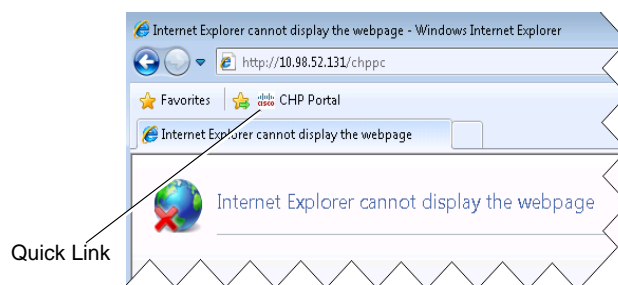 Internet Explorer cannot display the webpage - Windows Internet Explorer
http://10.98.52.131/chppc
Favorites
cisco CHP Portal
Internet Explorer cannot display the webpage
Internet Explorer cannot display the webpage
Quick Link